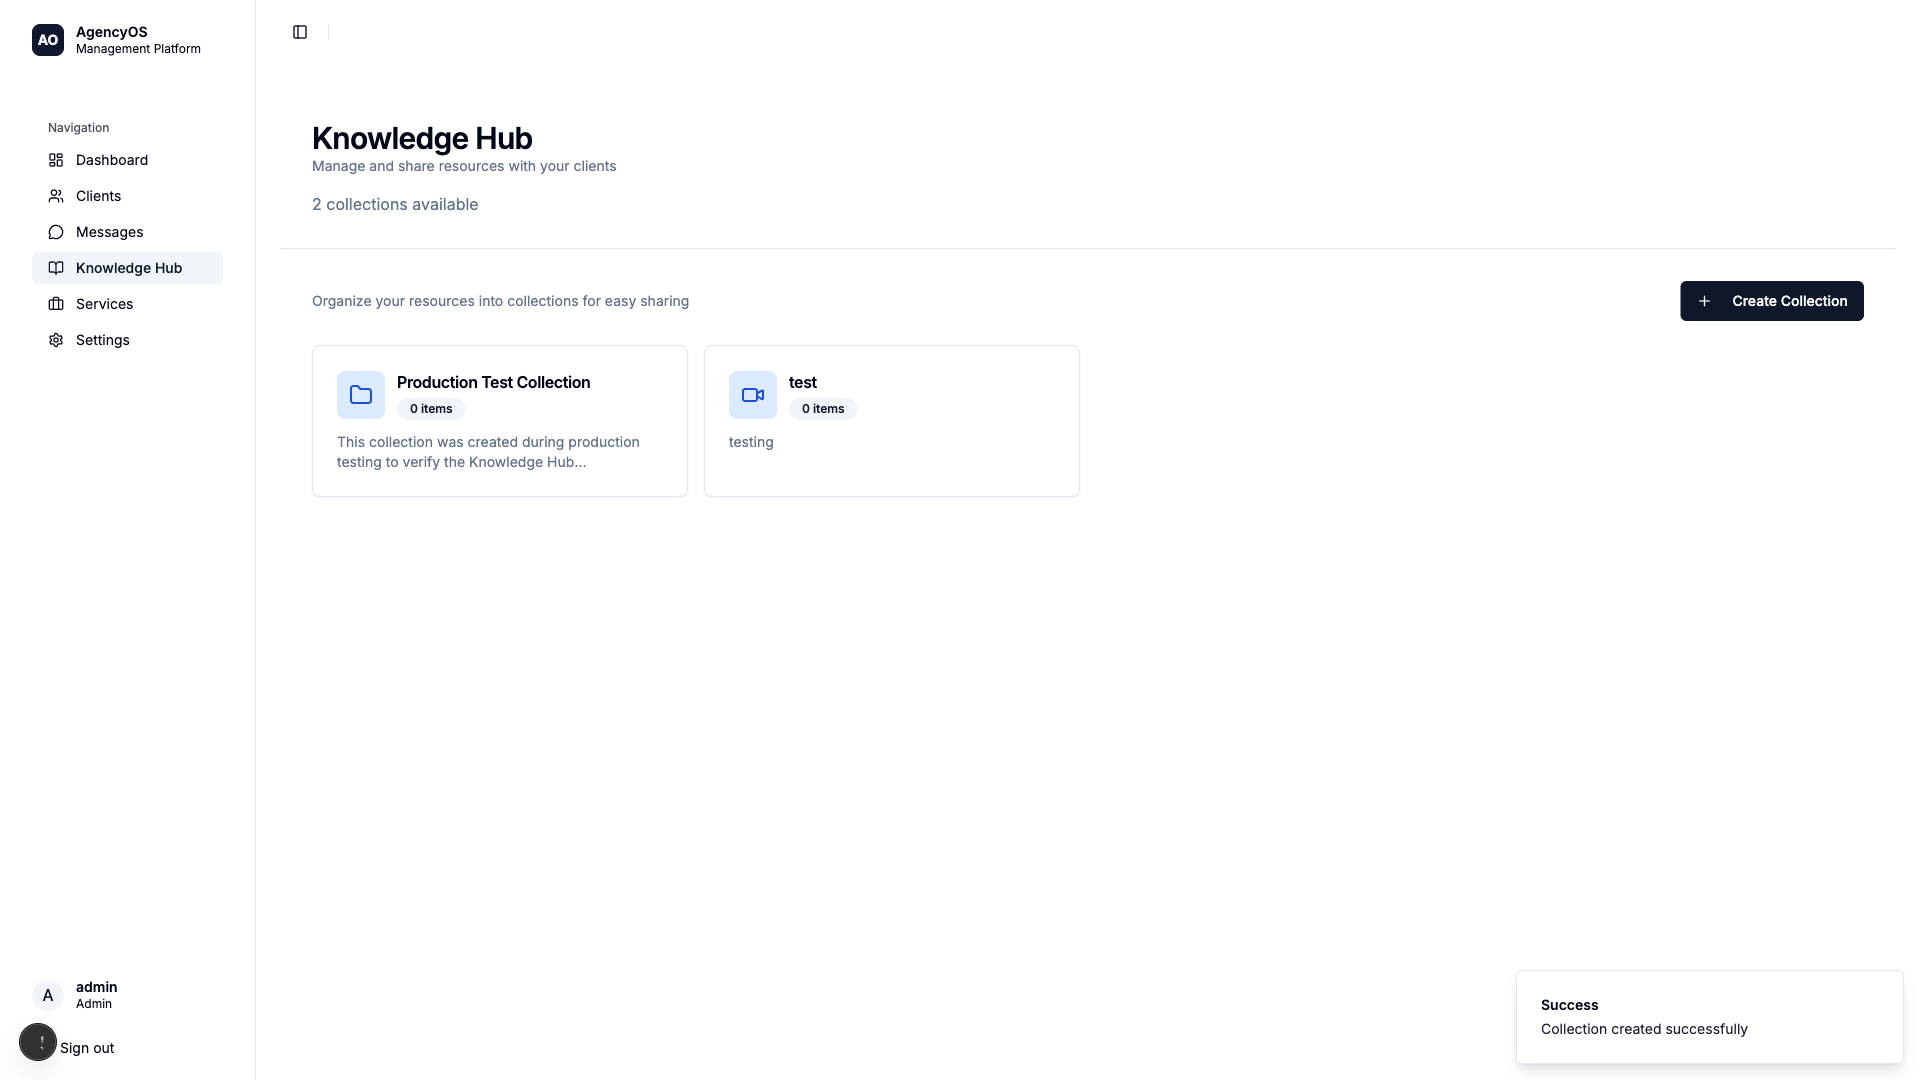 AO
AgencyOS
Management Platform
Navigation
Dashboard
Clients
Messages
Knowledge Hub
Services
Settings
admin
A
Admin
Sign out
Knowledge Hub
Manage and share resources with your clients
2 collections available
Organize your resources into collections for easy sharing
Create Collection
Production Test Collection
0 items
This collection was created during production
testing to verify the Knowledge Hub...
test
0 items
testing
Success
Collection created successfully